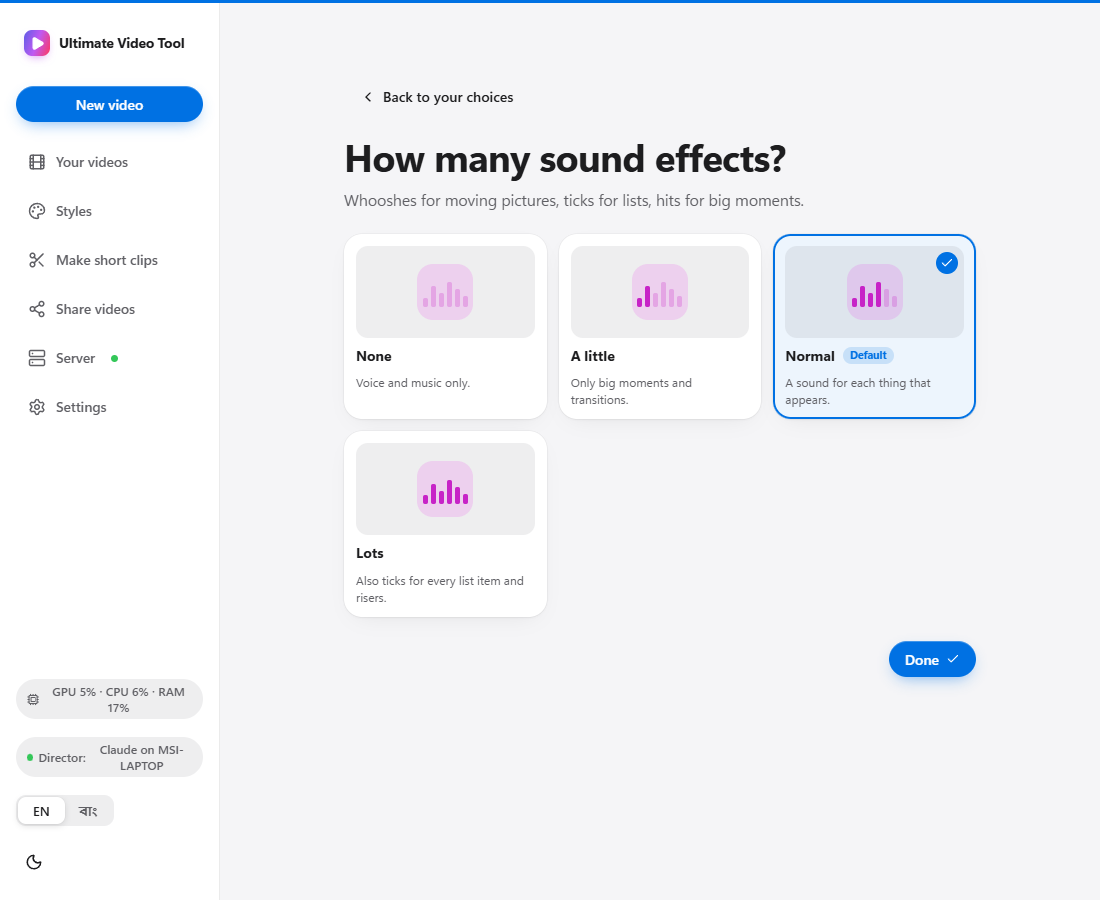 Ultimate Video Tool
New video
Your videos
Styles
Make short clips
Share videos
Server
Settings
GPU 5% · CPU 6% · RAM
17%
Director: Claude on MSI-
LAPTOP
EN বাং
Back to your choices
How many sound effects?
Whooshes for moving pictures, ticks for lists, hits for big moments.
None
Voice and music only.
A little
Only big moments and
transitions.
Normal Default
A sound for each thing that
appears.
Lots
Also ticks for every list item and
risers.
Done